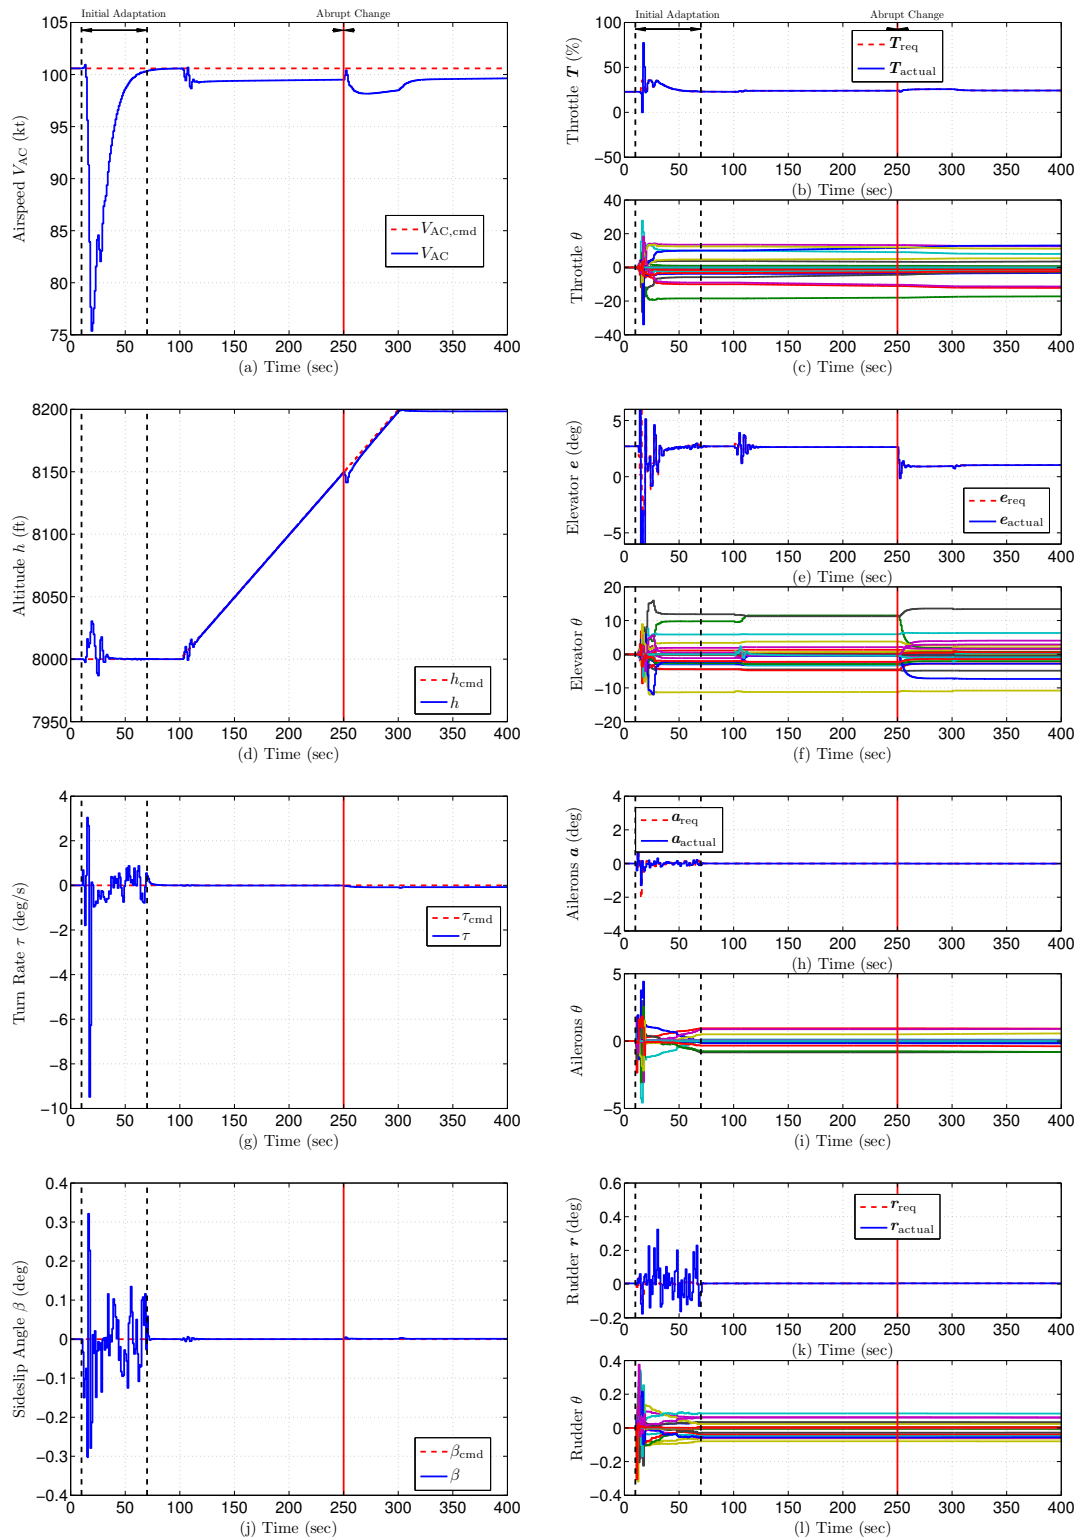 Initial Adaptation
Abrupt Change
Airspeed V_AC (kt)
105
100
95
90
85
80
75
V_AC,cmd
V_AC
0 50 100 150 200 250 300 350 400
(a) Time (sec)
Initial Adaptation
Abrupt Change
Throttle T (%)
100
50
0
−50
T_req
T_actual
0 50 100 150 200 250 300 350 400
(b) Time (sec)
Throttle θ
40
20
0
−20
−40
0 50 100 150 200 250 300 350 400
(c) Time (sec)
Altitude h (ft)
8200
8150
8100
8050
8000
7950
h_cmd
h
0 50 100 150 200 250 300 350 400
(d) Time (sec)
Elevator e (deg)
5
0
−5
e_req
e_actual
0 50 100 150 200 250 300 350 400
(e) Time (sec)
Elevator θ
20
10
0
−10
−20
0 50 100 150 200 250 300 350 400
(f) Time (sec)
Turn Rate τ (deg/s)
4
2
0
−2
−4
−6
−8
−10
τ_cmd
τ
0 50 100 150 200 250 300 350 400
(g) Time (sec)
Ailerons a (deg)
4
2
0
−2
−4
a_req
a_actual
0 50 100 150 200 250 300 350 400
(h) Time (sec)
Ailerons θ
5
0
−5
0 50 100 150 200 250 300 350 400
(i) Time (sec)
Sideslip Angle β (deg)
0.4
0.3
0.2
0.1
0
−0.1
−0.2
−0.3
−0.4
β_cmd
β
0 50 100 150 200 250 300 350 400
(j) Time (sec)
Rudder r (deg)
0.6
0.4
0.2
0
−0.2
r_req
r_actual
0 50 100 150 200 250 300 350 400
(k) Time (sec)
Rudder θ
0.4
0.2
0
−0.2
−0.4
0 50 100 150 200 250 300 350 400
(l) Time (sec)